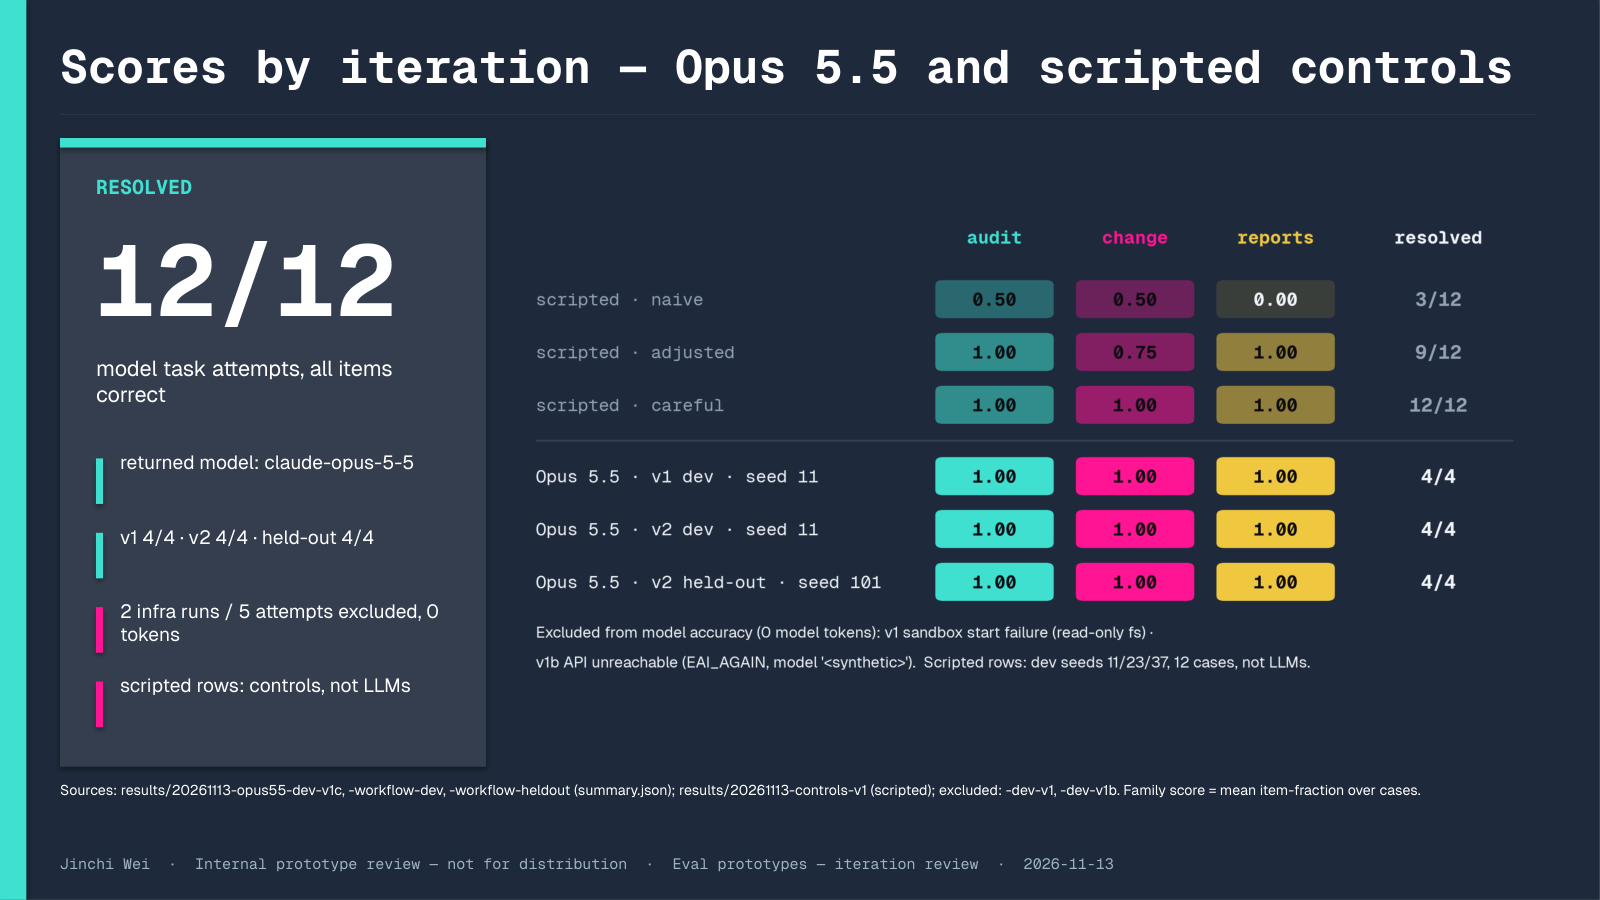 Scores by iteration — Opus 5.5 and scripted controls
RESOLVED
12/12
model task attempts, all items
correct
returned model: claude-opus-5-5
v1 4/4 · v2 4/4 · held-out 4/4
2 infra runs / 5 attempts excluded, 0
tokens
scripted rows: controls, not LLMs
audit change reports resolved
scripted · naive 0.50 0.50 0.00 3/12
scripted · adjusted 1.00 0.75 1.00 9/12
scripted · careful 1.00 1.00 1.00 12/12
Opus 5.5 · v1 dev · seed 11 1.00 1.00 1.00 4/4
Opus 5.5 · v2 dev · seed 11 1.00 1.00 1.00 4/4
Opus 5.5 · v2 held-out · seed 101 1.00 1.00 1.00 4/4
Excluded from model accuracy (0 model tokens): v1 sandbox start failure (read-only fs) ·
v1b API unreachable (EAI_AGAIN, model '<synthetic>'). Scripted rows: dev seeds 11/23/37, 12 cases, not LLMs.
Sources: results/20261113-opus55-dev-v1c, -workflow-dev, -workflow-heldout (summary.json); results/20261113-controls-v1 (scripted); excluded: -dev-v1, -dev-v1b. Family score = mean item-fraction over cases.
Jinchi Wei · Internal prototype review — not for distribution · Eval prototypes — iteration review · 2026-11-13